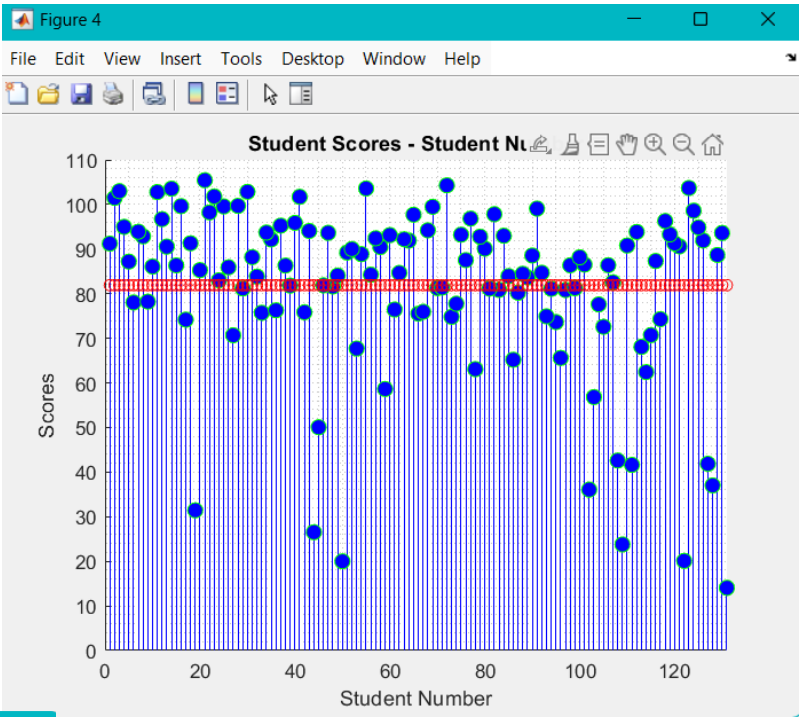 Figure 4
File Edit View Insert Tools Desktop Window Help
Student Scores - Student
110
100
90
80
70
60
50
40
30
20
10
0
Scores
0 20 40 60 80 100 120
Student Number